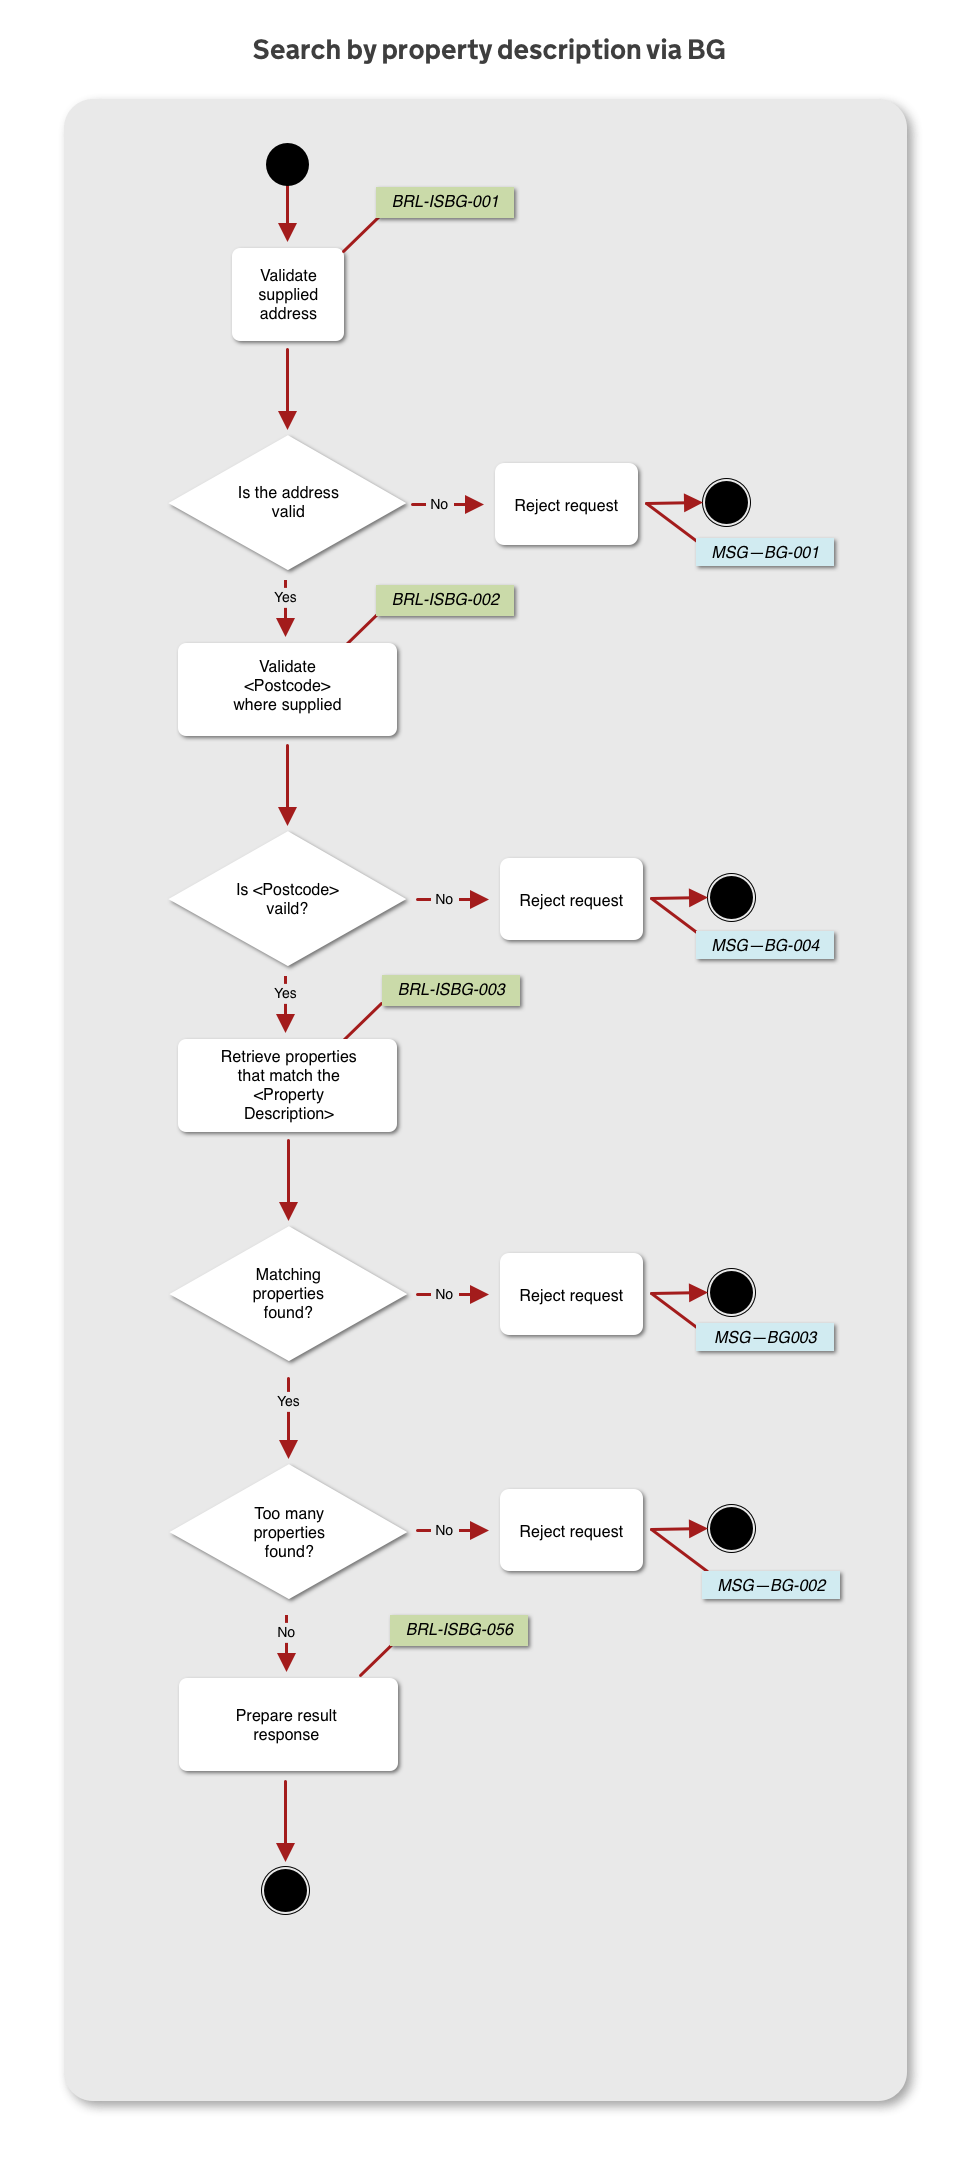 Search by property description via BG
BRL-ISBG-001
Validate
supplied
address
Is the address
valid
No
Reject request
MSG—BG-001
Yes
BRL-ISBG-002
Validate
<Postcode>
where supplied
Is <Postcode>
vaild?
No
Reject request
MSG—BG-004
Yes
BRL-ISBG-003
Retrieve properties
that match the
<Property
Description>
Matching
properties
found?
No
Reject request
MSG—BG003
Yes
Too many
properties
found?
No
Reject request
MSG—BG-002
No
BRL-ISBG-056
Prepare result
response